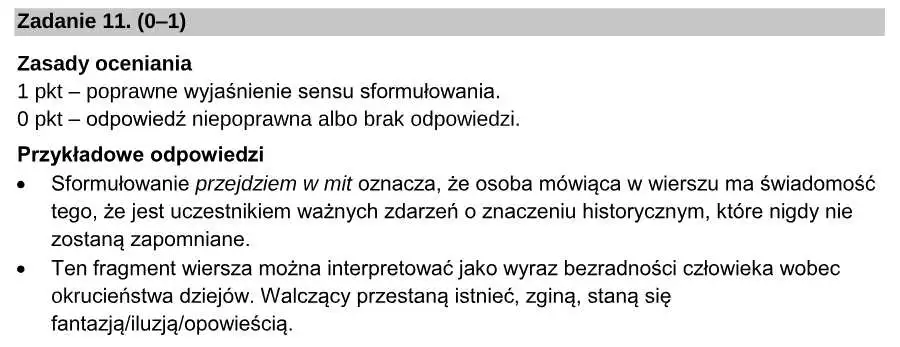 Zadanie 11. (0–1)
Zasady oceniania
1 pkt – poprawne wyjaśnienie sensu sformułowania.
0 pkt – odpowiedź niepoprawna albo brak odpowiedzi.
Przykładowe odpowiedzi
• Sformułowanie przejdziem w mit oznacza, że osoba mówiąca w wierszu ma świadomość
tego, że jest uczestnikiem ważnych zdarzeń o znaczeniu historycznym, które nigdy nie
zostaną zapomniane.
• Ten fragment wiersza można interpretować jako wyraz bezradności człowieka wobec
okrucieństwa dziejów. Walczący przestaną istnieć, zginą, staną się
fantazją/iluzją/opowieścią.